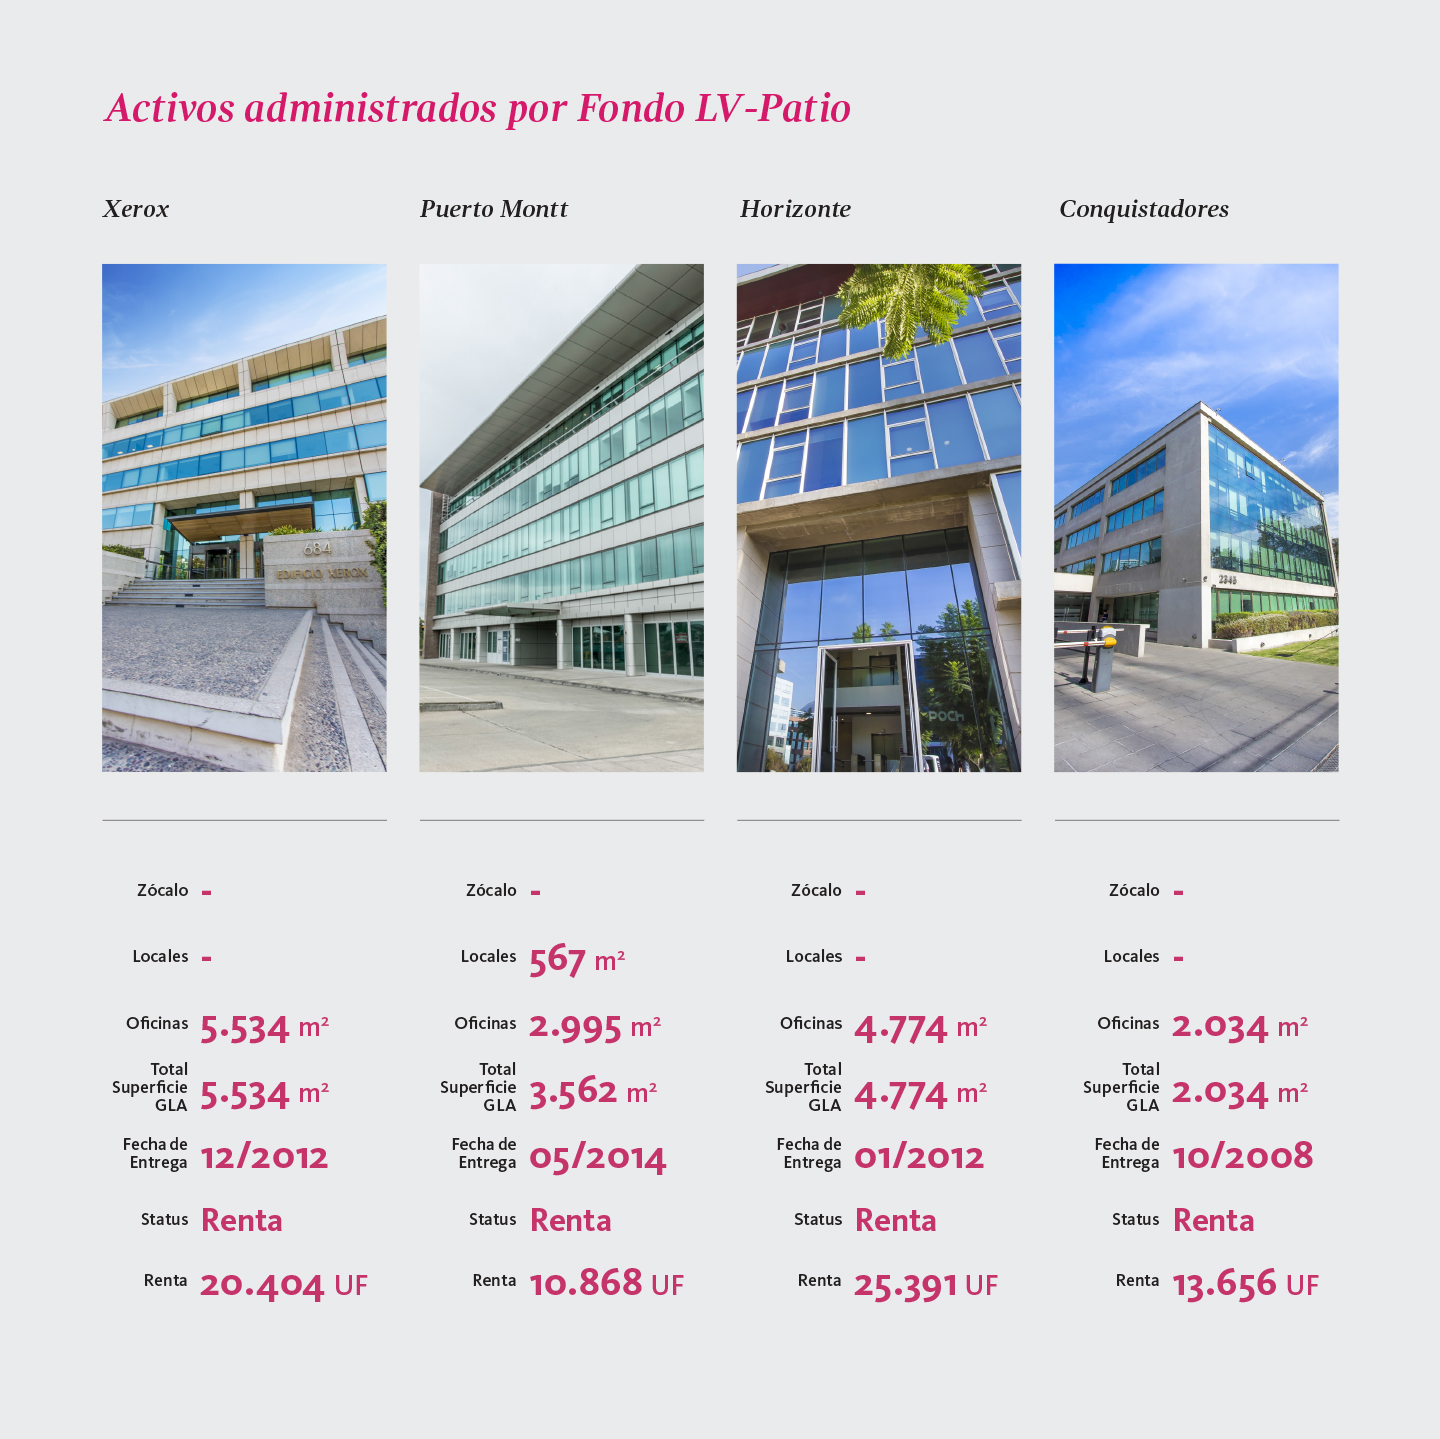 Activos administrados por Fondo LV-Patio
Xerox
Puerto Montt
Horizonte
Conquistadores
684
EDIFICIO XEROX
POCH
2345
Zócalo -
Locales -
Oficinas 5.534 m²
Total
Superficie
GLA
5.534 m²
Fecha de
Entrega
12/2012
Status Renta
Renta 20.404 UF
Zócalo -
Locales 567 m²
Oficinas 2.995 m²
Total
Superficie
GLA
3.562 m²
Fecha de
Entrega
05/2014
Status Renta
Renta 10.868 UF
Zócalo -
Locales -
Oficinas 4.774 m²
Total
Superficie
GLA
4.774 m²
Fecha de
Entrega
01/2012
Status Renta
Renta 25.391 UF
Zócalo -
Locales -
Oficinas 2.034 m²
Total
Superficie
GLA
2.034 m²
Fecha de
Entrega
10/2008
Status Renta
Renta 13.656 UF